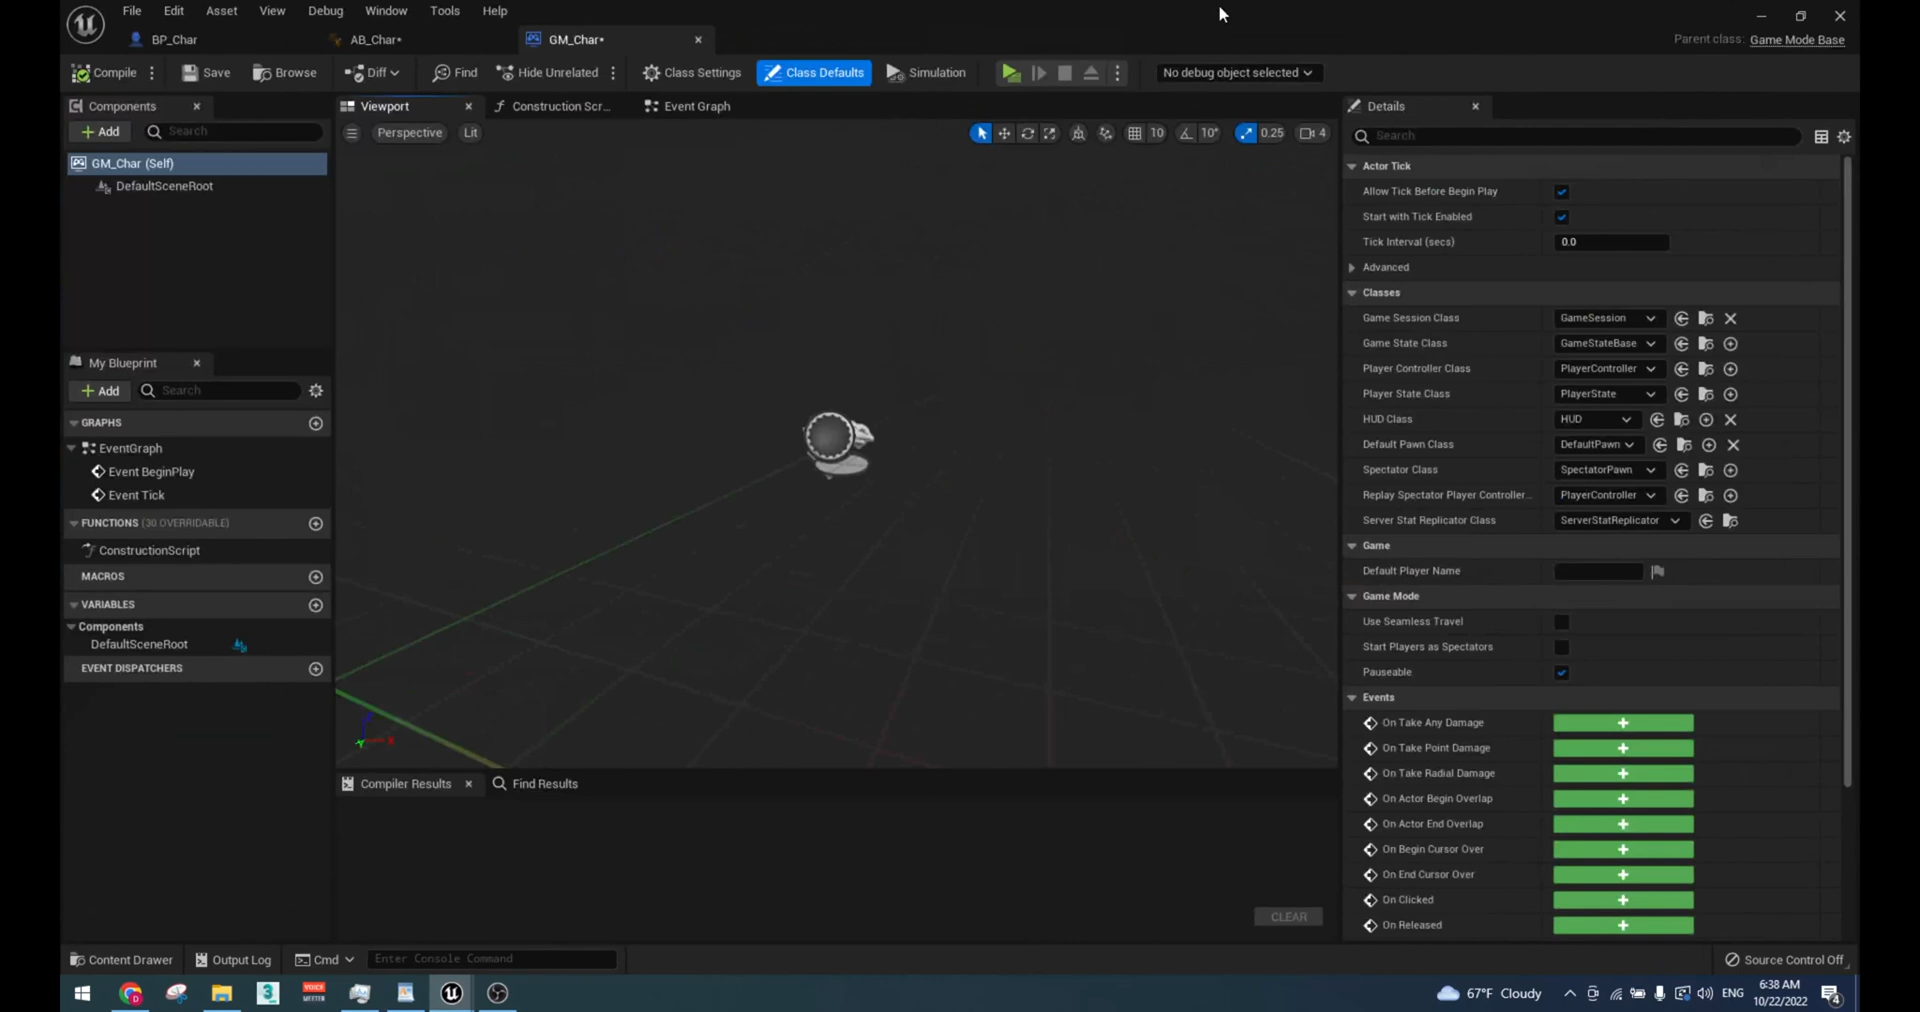 File Edit Asset View Debug Window Tools Help
BP_Char AB_Char* GM_Char*
Parent class: Game Mode Base
Compile Save Browse Diff Find Hide Unrelated Class Settings Class Defaults Simulation No debug object selected
Components
Viewport Construction Scr... Event Graph
Details
Add Search
Perspective Lit
10 10° 0.25 4
Search
GM_Char (Self)
DefaultSceneRoot
Actor Tick
Allow Tick Before Begin Play
Start with Tick Enabled
Tick Interval (secs) 0.0
Advanced
Classes
Game Session Class GameSession
Game State Class GameStateBase
Player Controller Class PlayerController
Player State Class PlayerState
HUD Class HUD
Default Pawn Class DefaultPawn
Spectator Class SpectatorPawn
Replay Spectator Player Controller... PlayerController
Server Stat Replicator Class ServerStatReplicator
Game
Default Player Name
Game Mode
Use Seamless Travel
Start Players as Spectators
Pauseable
Events
On Take Any Damage
On Take Point Damage
On Take Radial Damage
On Actor Begin Overlap
On Actor End Overlap
On Begin Cursor Over
On End Cursor Over
On Clicked
On Released
My Blueprint
Add Search
GRAPHS
EventGraph
Event BeginPlay
Event Tick
FUNCTIONS (30 OVERRIDABLE)
ConstructionScript
MACROS
VARIABLES
Components
DefaultSceneRoot
EVENT DISPATCHERS
Compiler Results Find Results
CLEAR
Content Drawer Output Log Cmd Enter Console Command Source Control Off
3 VOICE MEETER 67°F Cloudy ENG 6:38 AM
10/22/2022 4